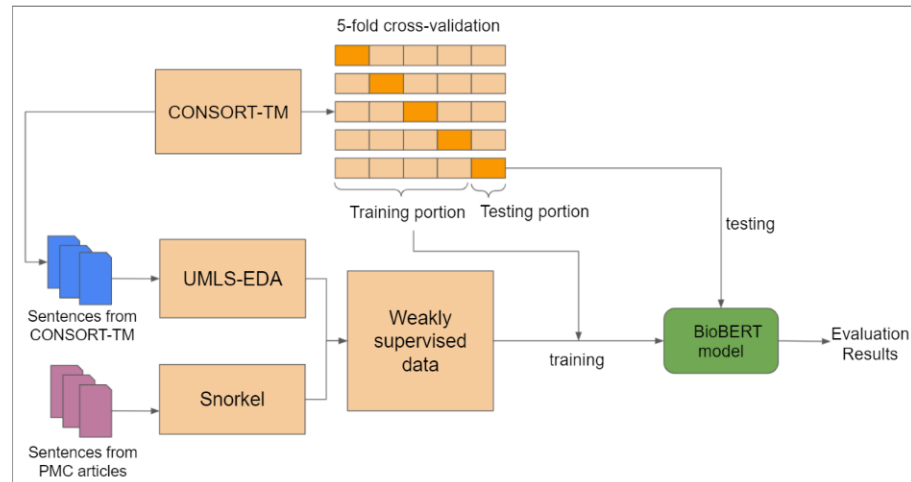 5-fold cross-validation
CONSORT-TM
Training portion
Testing portion
testing
UMLS-EDA
Sentences from
CONSORT-TM
Weakly
supervised
data
training
BioBERT
model
Evaluation
Results
Snorkel
Sentences from
PMC articles